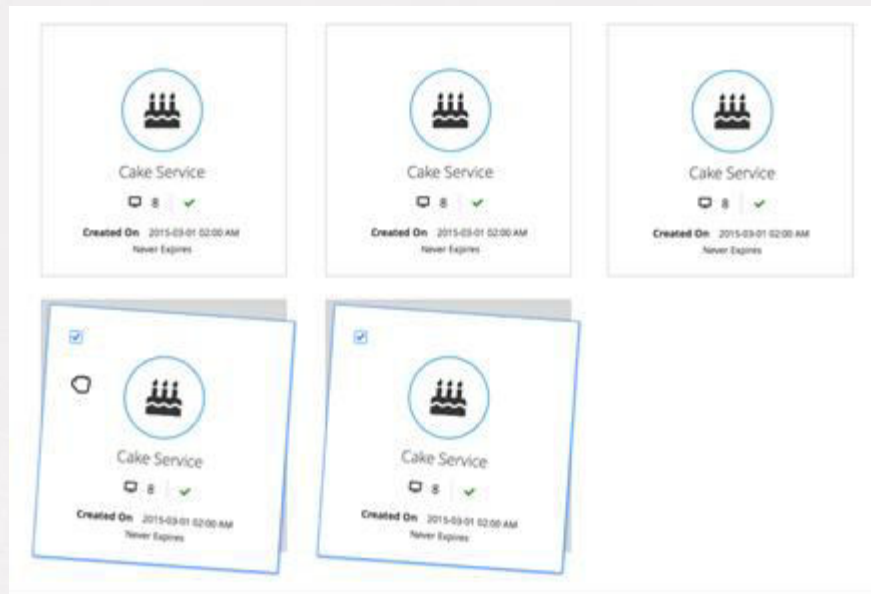 Cake Service
8
Created On 2015-03-01 02:00 AM
Never Expires
Cake Service
8
Created On 2015-03-01 02:00 AM
Never Expires
Cake Service
8
Created On 2015-03-01 02:00 AM
Never Expires
Cake Service
8
Created On 2015-03-01 02:00 AM
Never Expires
Cake Service
8
Created On 2015-03-01 02:00 AM
Never Expires